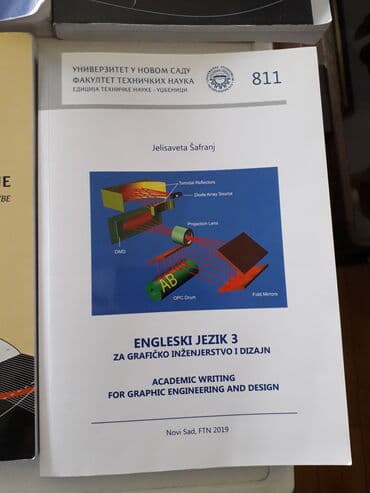 УНИВЕРЗИТЕТ У НОВОМ САДУ
ФАКУЛТЕТ ТЕХНИЧКИХ НАУКА
ЕДИЦИЈА ТЕХНИЧКЕ НАУКЕ - УЏБЕНИЦИ
811
Jelisaveta Šafranj
Toroidal Reflectors
Diode Array Source
Projection Lens
DMD
AB
OPC Drum
Fold Mirrors
ENGLESKI JEZIK 3
ZA GRAFIČKO INŽENJERSTVO I DIZAJN
ACADEMIC WRITING
FOR GRAPHIC ENGINEERING AND DESIGN
Novi Sad, FTN 2019